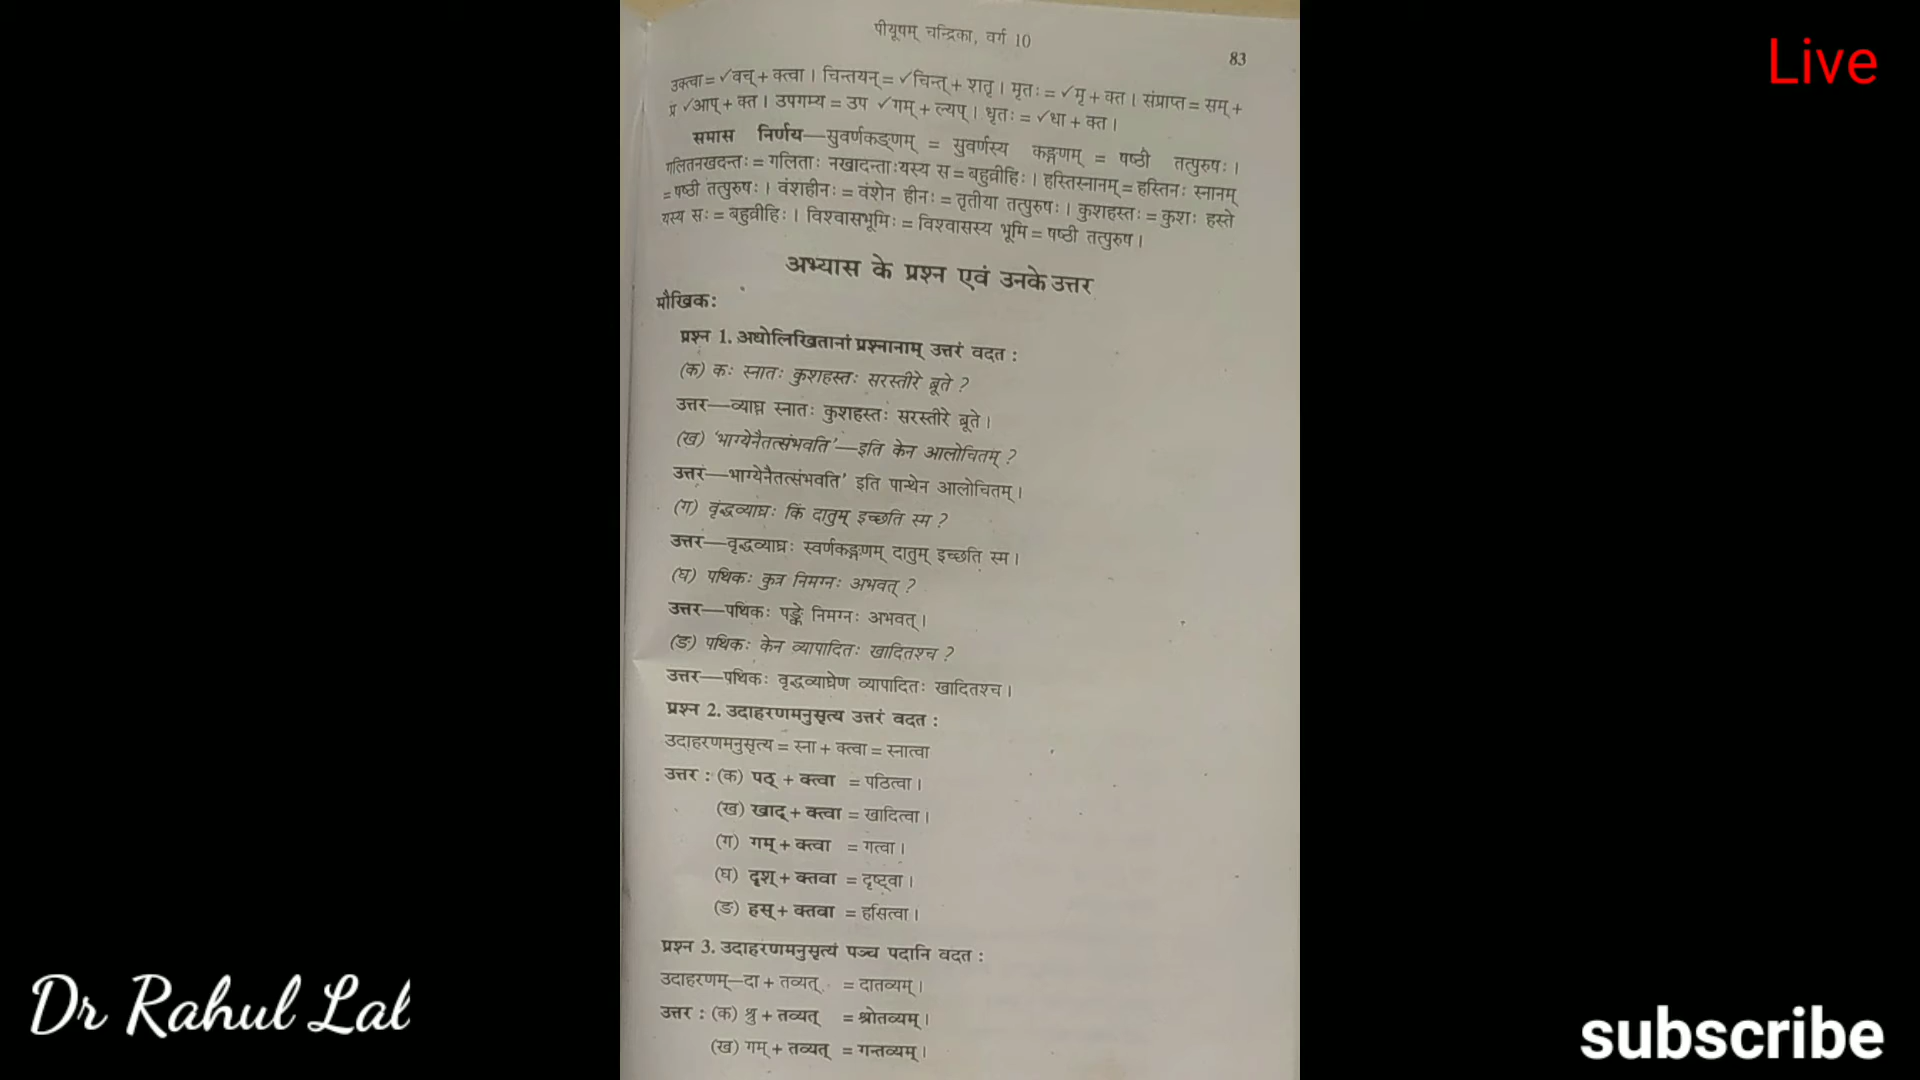 पीयूषम् चन्द्रिका, वर्ग 10
83
Live
उक्त्वा = ✓वच् + क्त्वा । चिन्तयन् = ✓चिन्त् + शतृ । मृतः = ✓मृ + क्त । संप्राप्त = सम् +
प्र ✓आप् + क्त । उपगम्य = उप ✓गम् + ल्यप् । धृतः = ✓धा + क्त ।
समास निर्णय—सुवर्णकङ्णम् = सुवर्णस्य कङ्गणम् = षष्ठी तत्पुरुषः ।
गलितनखदन्तः = गलिताः नखादन्ताःयस्य स = बहुव्रीहिः । हस्तिस्नानम् = हस्तिनः स्नानम्
= षष्ठी तत्पुरुषः । वंशहीनः = वंशेन हीनः = तृतीया तत्पुरुषः । कुशहस्तः = कुशः हस्ते
यस्य सः = बहुव्रीहिः । विश्वासभूमिः = विश्वासस्य भूमि = षष्ठी तत्पुरुष ।
अभ्यास के प्रश्न एवं उनके उत्तर
मौखिकः
प्रश्न 1. अधोलिखितानां प्रश्नानाम् उत्तरं वदत :
(क) कः स्नातः कुशहस्तः सरस्तीरे ब्रूते ?
उत्तर—व्याघ्र स्नातः कुशहस्तः सरस्तीरे ब्रूते ।
(ख) 'भाग्येनैतत्संभवति'—इति केन आलोचितम् ?
उत्तर—भाग्येनैतत्संभवति' इति पान्थेन आलोचितम् ।
(ग) वृद्धव्याघ्रः किं दातुम् इच्छति स्म ?
उत्तर—वृद्धव्याघ्रः स्वर्णकङ्गणम् दातुम् इच्छति स्म ।
(घ) पथिकः कुत्र निमग्नः अभवत् ?
उत्तर—पथिकः पङ्के निमग्नः अभवत् ।
(ङ) पथिकः केन व्यापादितः खादितश्च ?
उत्तर—पथिकः वृद्धव्याघ्रेण व्यापादितः खादितश्च ।
प्रश्न 2. उदाहरणमनुसृत्य उत्तरं वदत :
उदाहरणमनुसृत्य = स्ना + क्त्वा = स्नात्वा
उत्तर : (क) पठ् + क्त्वा = पठित्वा ।
(ख) खाद् + क्त्वा = खादित्वा ।
(ग) गम् + क्त्वा = गत्वा ।
(घ) दृश् + क्तवा = दृष्ट्वा ।
(ङ) हस् + क्तवा = हसित्वा ।
प्रश्न 3. उदाहरणमनुसृत्यं पञ्च पदानि वदत :
उदाहरणम्—दा + तव्यत् = दातव्यम् ।
उत्तर : (क) श्रु + तव्यत् = श्रोतव्यम् ।
(ख) गम् + तव्यत् = गन्तव्यम् ।
Dr Rahul Lal
subscribe